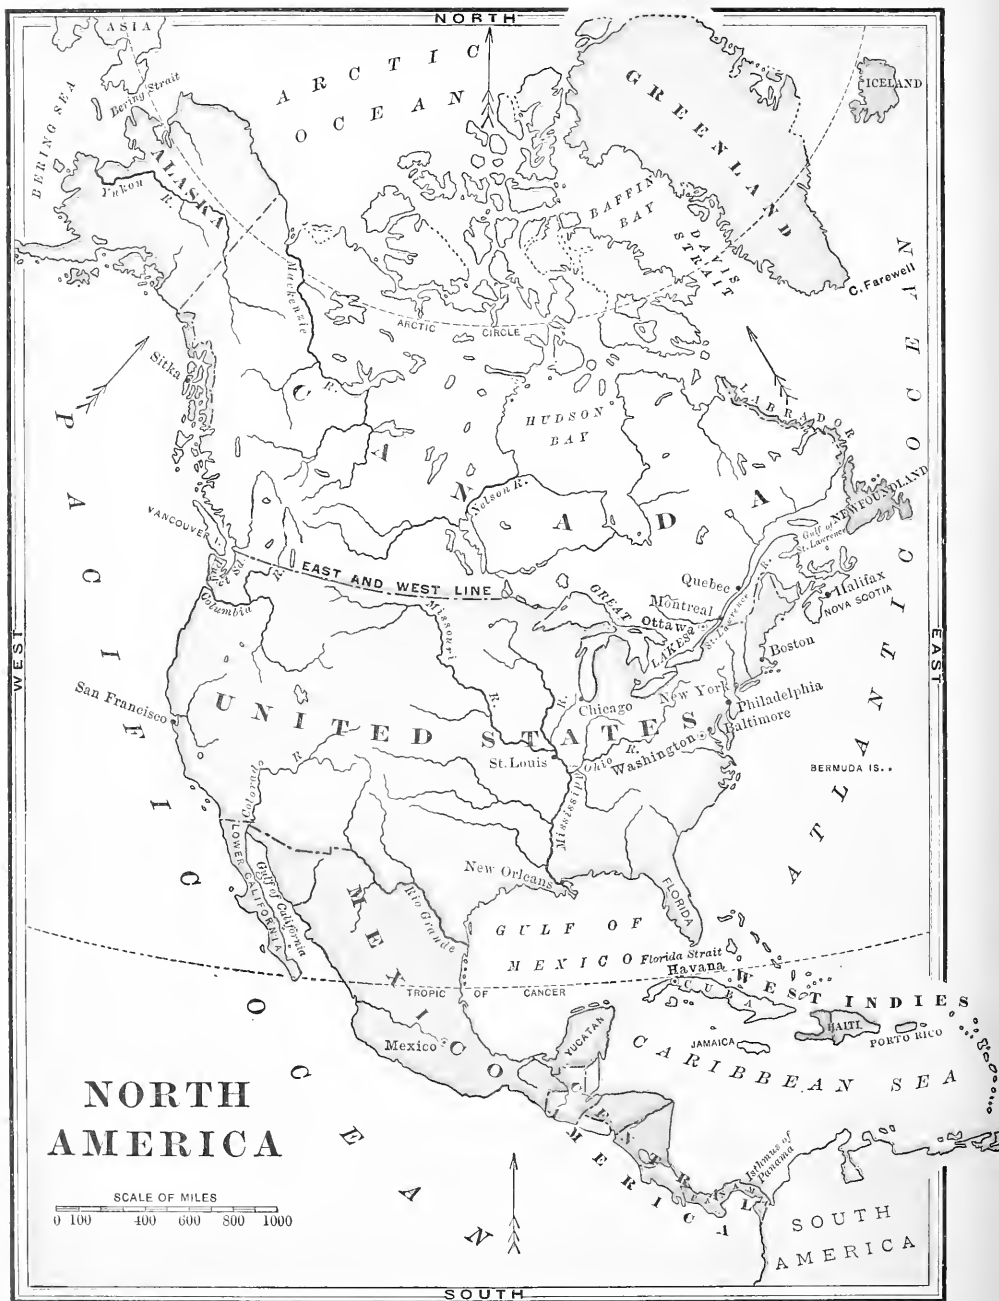 NORTH
ASIA
ARCTIC
OCEAN
GREENLAND
ICELAND
BERING SEA
Bering Strait
ALASKA
Yukon R.
BAFFIN
BAY
DAVIS
STRAIT
C. Farewell
Mackenzie R.
ARCTIC CIRCLE
Sitka
CANADA
HUDSON
BAY
LABRADOR
PACIFIC OCEAN
ATLANTIC OCEAN
Nelson R.
NEWFOUNDLAND
Gulf of
St. Lawrence
VANCOUVER I.
Puget Sd.
EAST AND WEST LINE
Columbia R.
Missouri R.
GREAT LAKES
Quebec
Montreal
Ottawa
St. Lawrence R.
Halifax
NOVA SCOTIA
Boston
WEST
EAST
San Francisco
UNITED STATES
Chicago
New York
Philadelphia
Baltimore
Washington
St. Louis
Ohio R.
Mississippi R.
BERMUDA IS.
Colorado R.
LOWER CALIFORNIA
Gulf of California
New Orleans
FLORIDA
Rio Grande
MEXICO
GULF OF
MEXICO
Florida Strait
Havana
CUBA
WEST INDIES
TROPIC OF CANCER
HAITI
PORTO RICO
JAMAICA
YUCATAN
Mexico
CARIBBEAN SEA
CENTRAL
AMERICA
PANAMA
Isthmus of
Panama
SOUTH
AMERICA
NORTH
AMERICA
SCALE OF MILES
0 100 400 600 800 1000
SOUTH